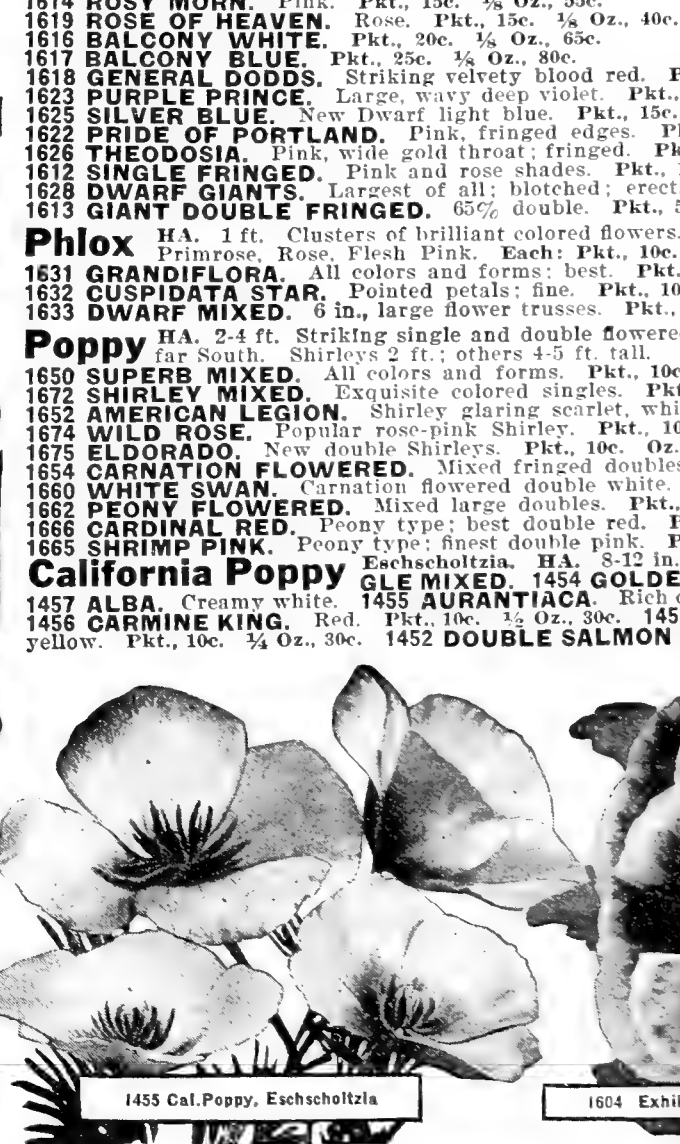 1614 ROSY MORN. Pink. Pkt., 15c. ⅛ Oz., 55c.
1619 ROSE OF HEAVEN. Rose. Pkt., 15c. ⅛ Oz., 40c.
1616 BALCONY WHITE. Pkt., 20c. ⅛ Oz., 65c.
1617 BALCONY BLUE. Pkt., 25c. ⅛ Oz., 80c.
1618 GENERAL DODDS. Striking velvety blood red. P
1623 PURPLE PRINCE. Large, wavy deep violet. Pkt.,
1625 SILVER BLUE. New Dwarf light blue. Pkt., 15c.
1622 PRIDE OF PORTLAND. Pink, fringed edges. Pk
1626 THEODOSIA. Pink, wide gold throat; fringed. Pk
1612 SINGLE FRINGED. Pink and rose shades. Pkt.,
1628 DWARF GIANTS. Largest of all; blotched; erect.
1613 GIANT DOUBLE FRINGED. 65% double. Pkt., 5
Phlox HA. 1 ft. Clusters of brilliant colored flowers.
Primrose, Rose, Flesh Pink. Each: Pkt., 10c.
1631 GRANDIFLORA. All colors and forms; best. Pkt.
1632 CUSPIDATA STAR. Pointed petals; fine. Pkt., 10
1633 DWARF MIXED. 6 in., large flower trusses. Pkt.,
Poppy HA. 2-4 ft. Striking single and double flowere
far South. Shirleys 2 ft.; others 4-5 ft. tall.
1650 SUPERB MIXED. All colors and forms. Pkt., 10c
1672 SHIRLEY MIXED. Exquisite colored singles. Pkt
1652 AMERICAN LEGION. Shirley glaring scarlet, whi
1674 WILD ROSE. Popular rose-pink Shirley. Pkt., 10
1675 ELDORADO. New double Shirleys. Pkt., 10c. Oz.
1654 CARNATION FLOWERED. Mixed fringed doubles
1660 WHITE SWAN. Carnation flowered double white.
1662 PEONY FLOWERED. Mixed large doubles. Pkt.,
1666 CARDINAL RED. Peony type; best double red. P
1665 SHRIMP PINK. Peony type; finest double pink. P
California Poppy Eschscholtzia. HA. 8-12 in.
GLE MIXED. 1454 GOLDE
1457 ALBA. Creamy white. 1455 AURANTIACA. Rich
1456 CARMINE KING. Red. Pkt., 10c. ½ Oz., 30c. 145
yellow. Pkt., 10c. ¼ Oz., 30c. 1452 DOUBLE SALMON
1455 Cal.Poppy, Eschscholtzia
1604 Exhi